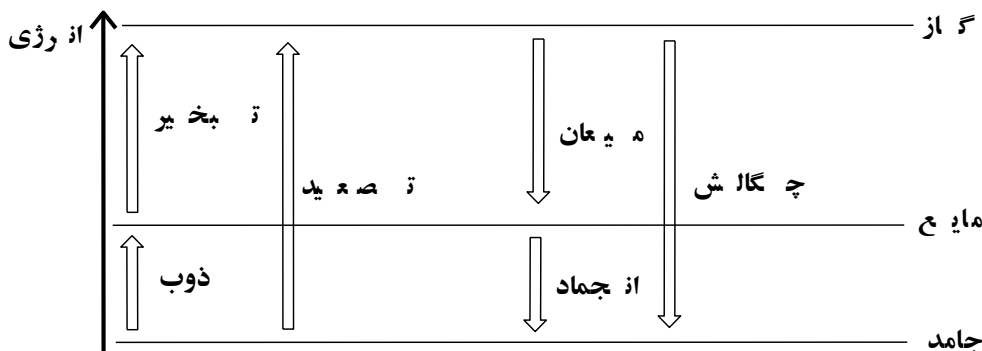 گاز
انرژی
تبخیر
میعان
تصعید
چگالش
مایع
ذوب
انجماد
جامد